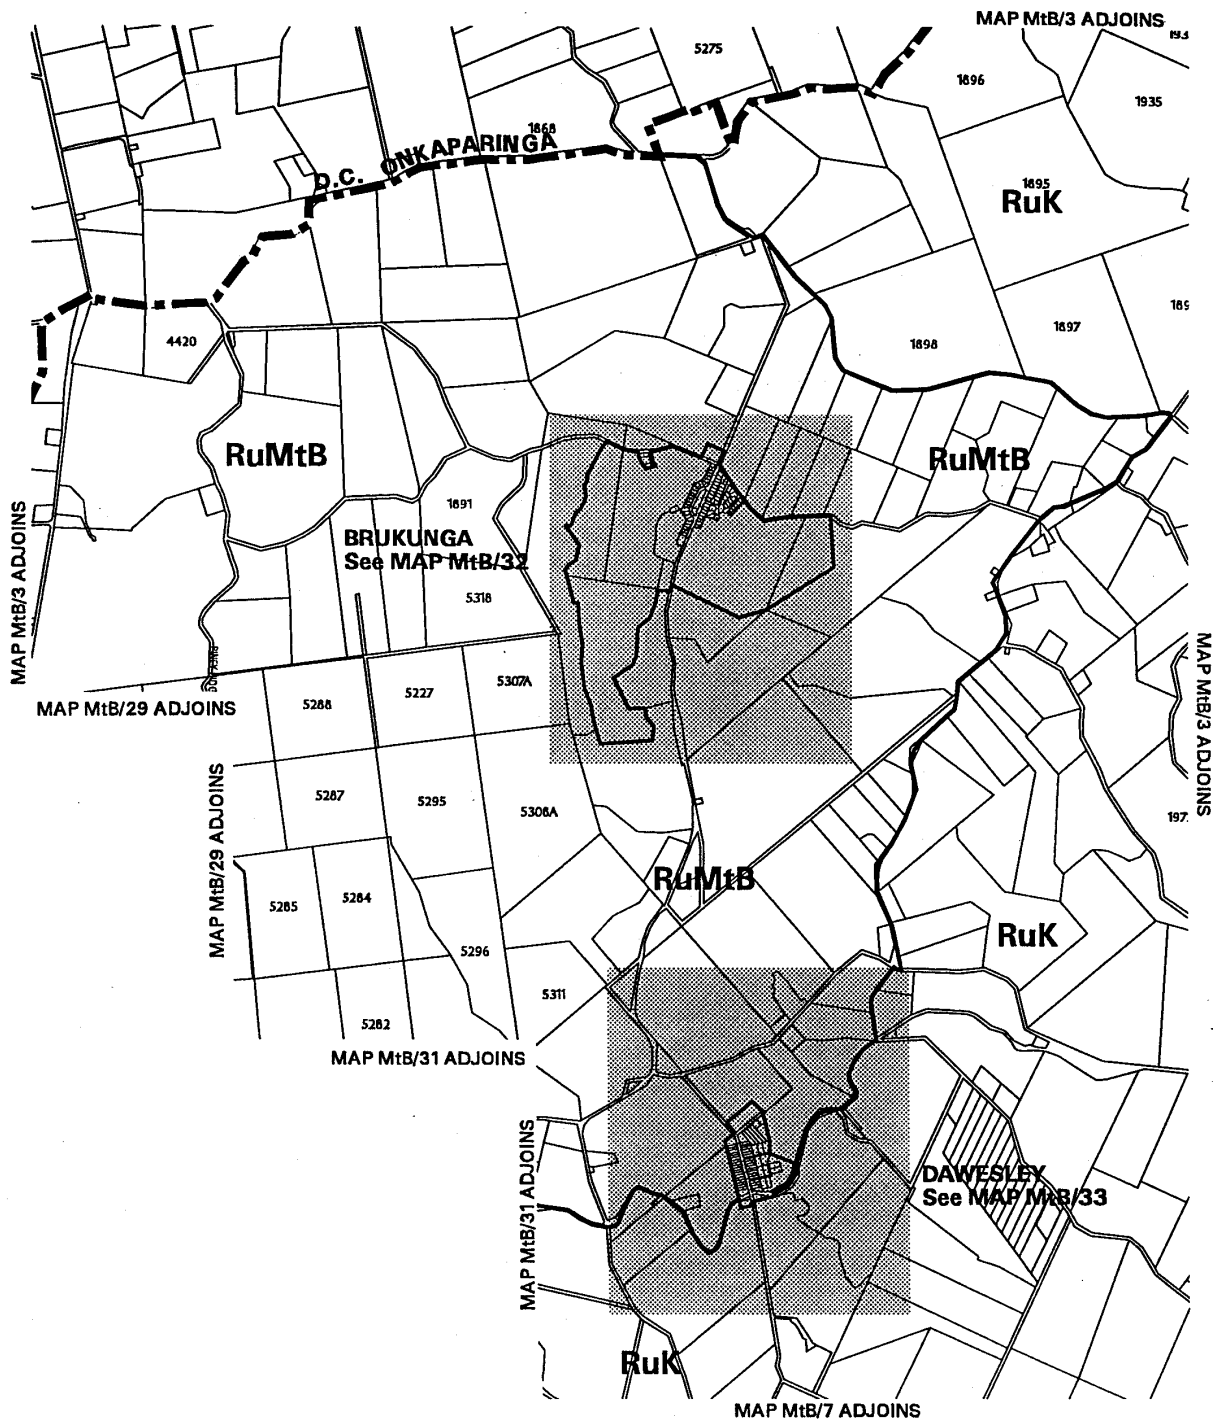 MAP MtB/3 ADJOINS
5275
1896
1935
1868
D.C. ONKAPARINGA
1895
RuK
4420
1898
1897
RuMtB
RuMtB
1891
BRUKUNGA
See MAP MtB/32
5318
MAP MtB/3 ADJOINS
MAP MtB/29 ADJOINS
5288
5227
5307A
MAP MtB/3 ADJOINS
MAP MtB/29 ADJOINS
5287
5295
5308A
RuMtB
5285
5284
5296
RuK
5311
5282
MAP MtB/31 ADJOINS
MAP MtB/31 ADJOINS
DAWESLEY
See MAP MtB/33
RuK
MAP MtB/7 ADJOINS